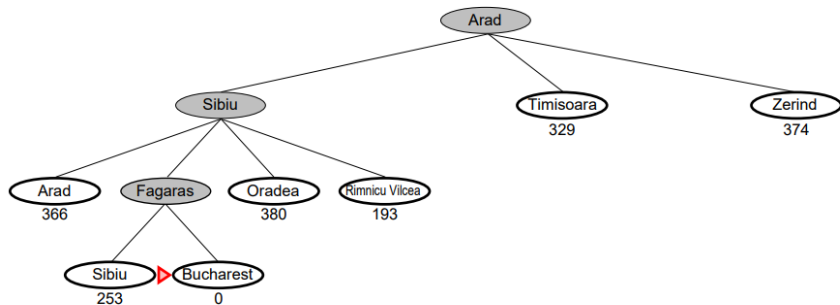 Arad
Sibiu Timisoara Zerind
329 374
Arad Fagaras Oradea Rimnicu Vilcea
366 380 193
Sibiu Bucharest
253 0